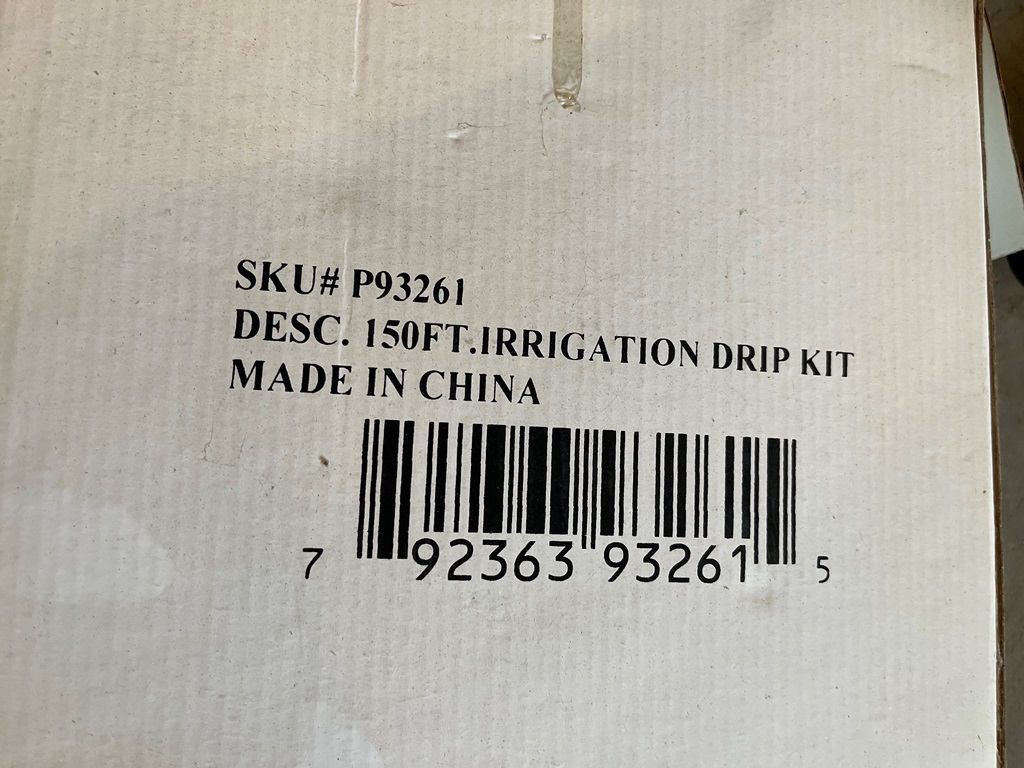 SKU# P93261
DESC. 150FT.IRRIGATION DRIP KIT
MADE IN CHINA
7 92363 93261 5